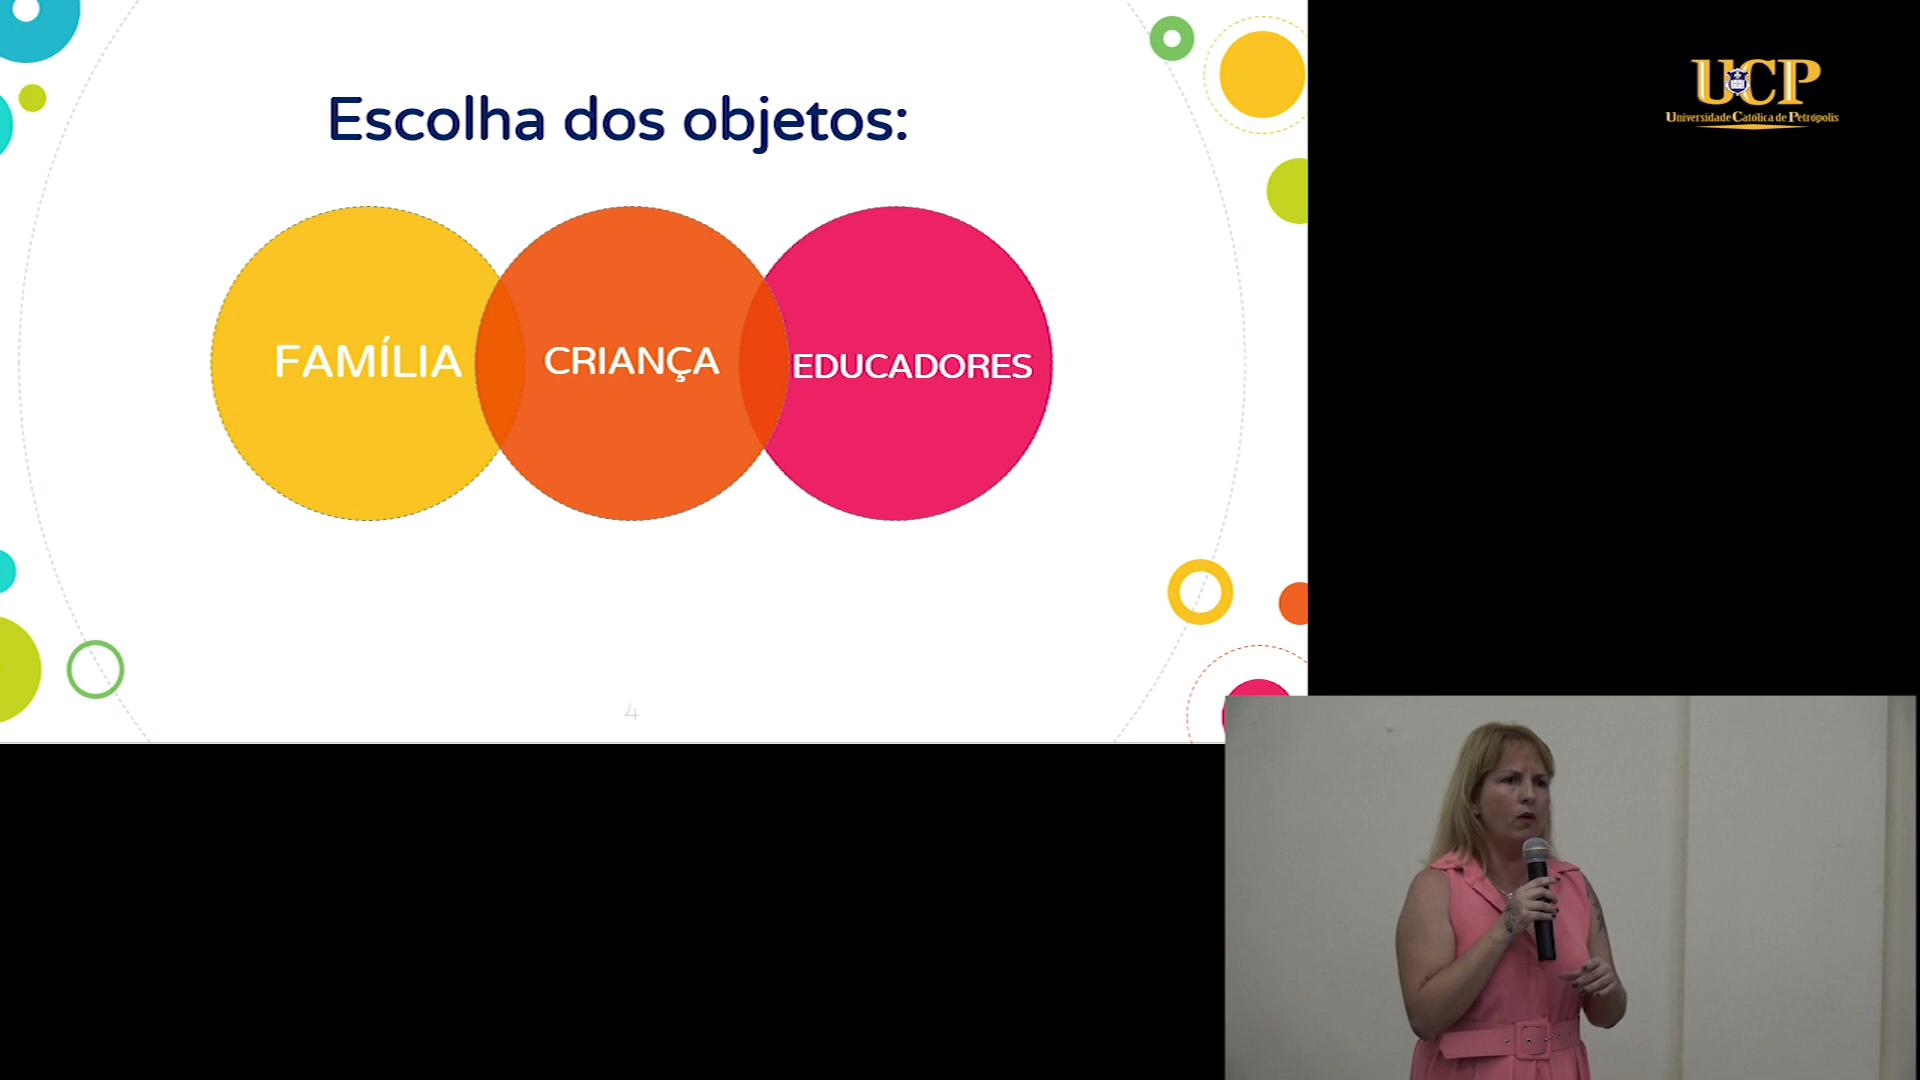 Escolha dos objetos:
FAMÍLIA
CRIANÇA
EDUCADORES
4
UCP
Universidade Católica de Petrópolis